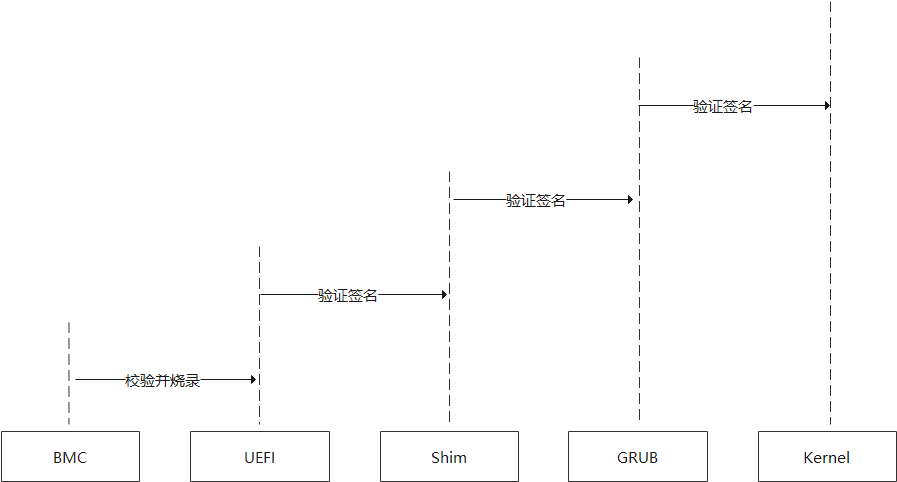 验证签名
验证签名
验证签名
校验并烧录
BMC
UEFI
Shim
GRUB
Kernel